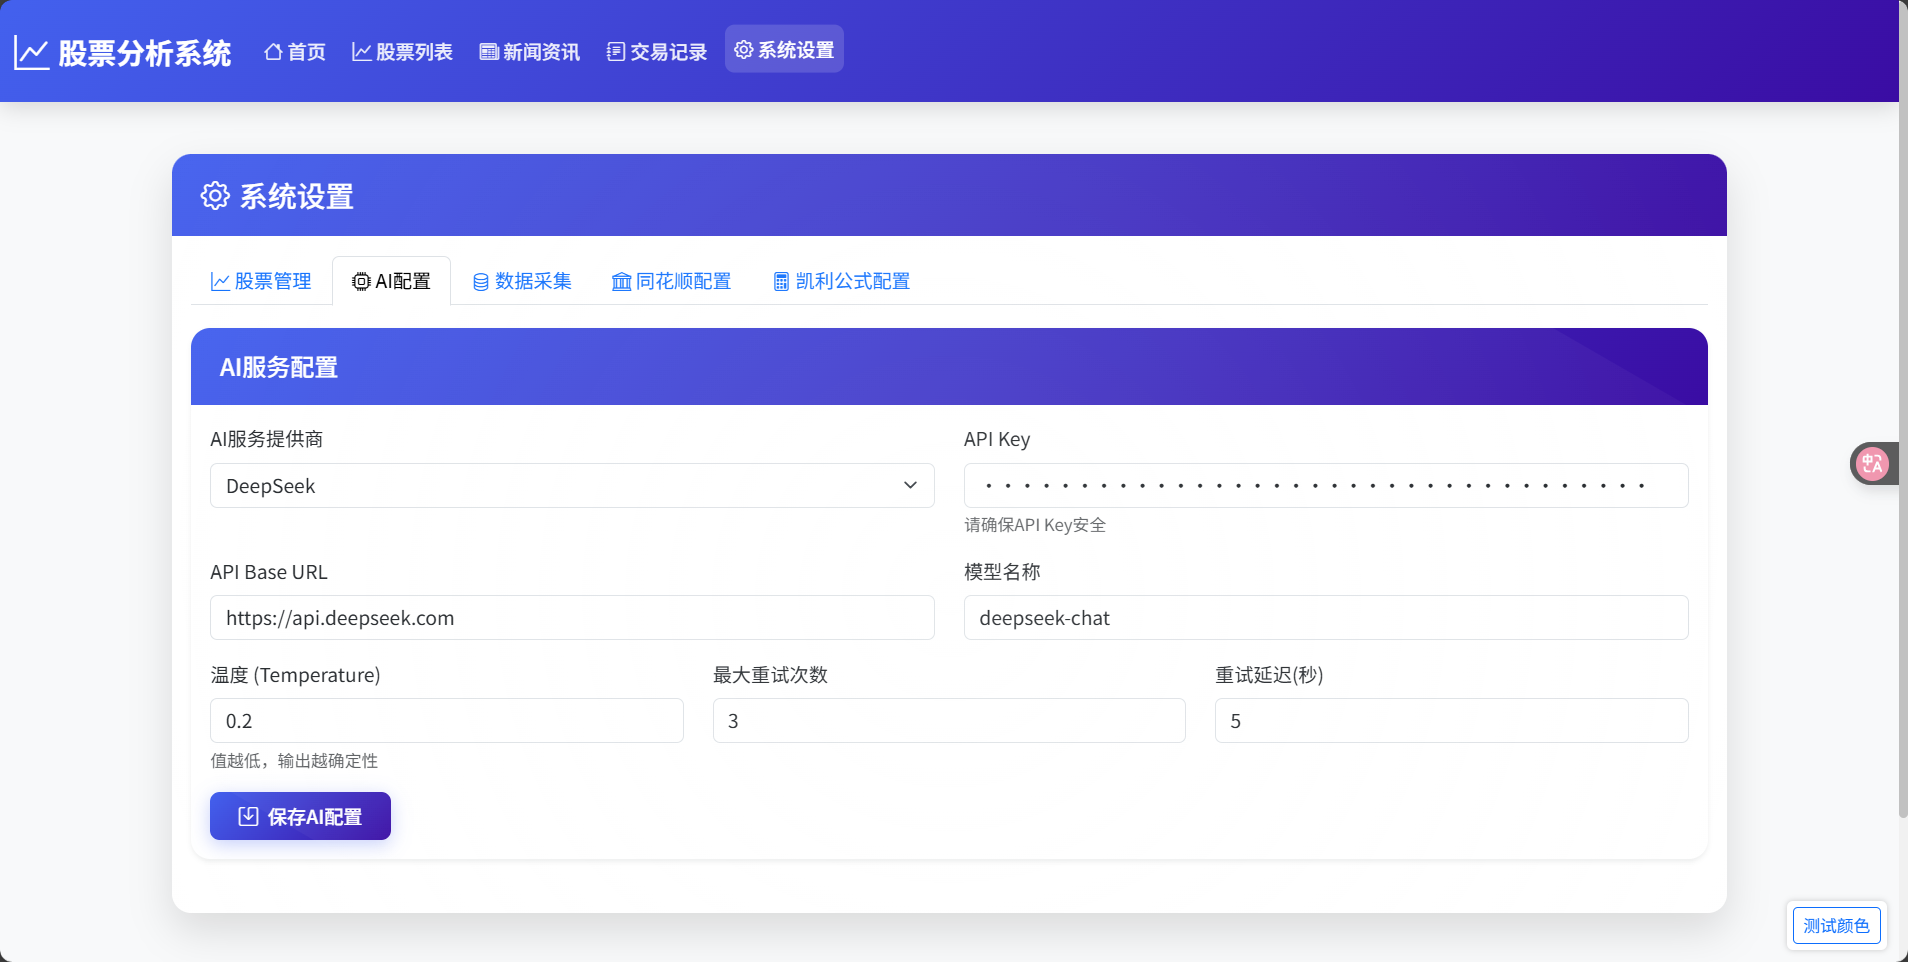 股票分析系统 首页 股票列表 新闻资讯 交易记录 系统设置
系统设置
股票管理 AI配置 数据采集 同花顺配置 凯利公式配置
AI服务配置
AI服务提供商 API Key
DeepSeek
请确保API Key安全
API Base URL 模型名称
https://api.deepseek.com deepseek-chat
温度 (Temperature) 最大重试次数 重试延迟(秒)
0.2 3 5
值越低，输出越确定性
保存AI配置
测试颜色